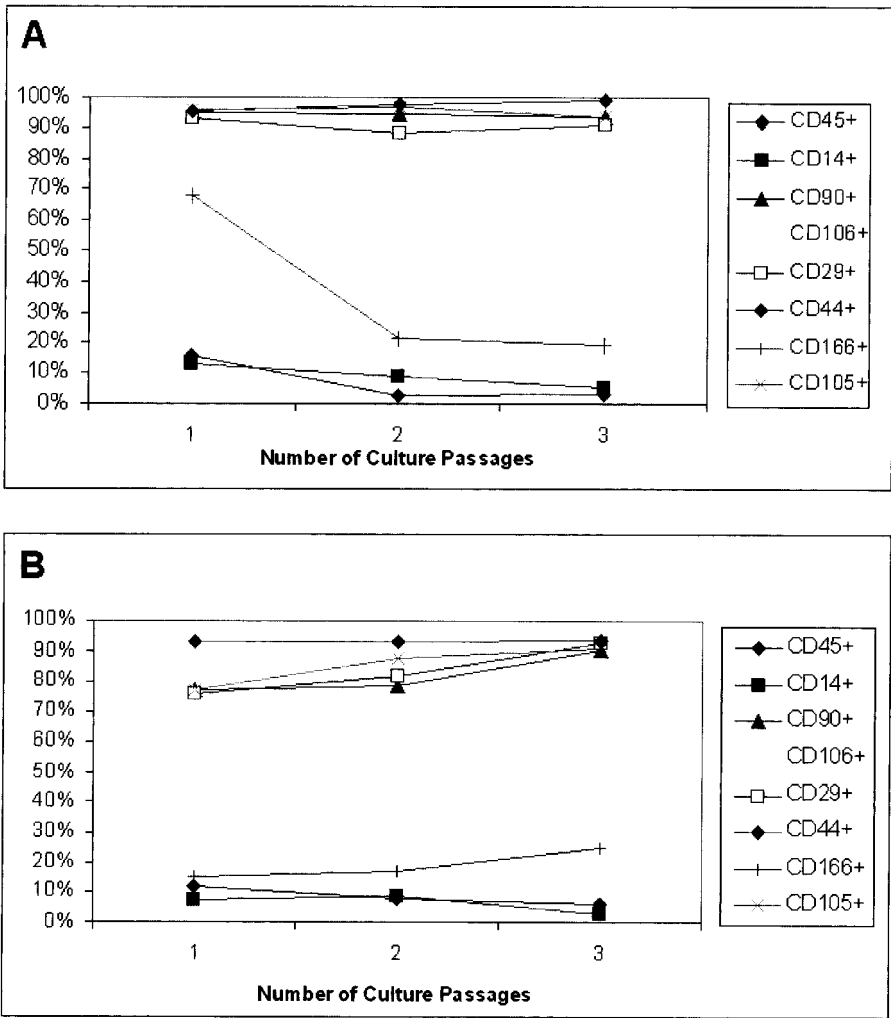 A
100%
90%
80%
70%
60%
50%
40%
30%
20%
10%
0%
1 2 3
Number of Culture Passages
CD45+
CD14+
CD90+
CD106+
CD29+
CD44+
CD166+
CD105+
B
100%
90%
80%
70%
60%
50%
40%
30%
20%
10%
0%
1 2 3
Number of Culture Passages
CD45+
CD14+
CD90+
CD106+
CD29+
CD44+
CD166+
CD105+